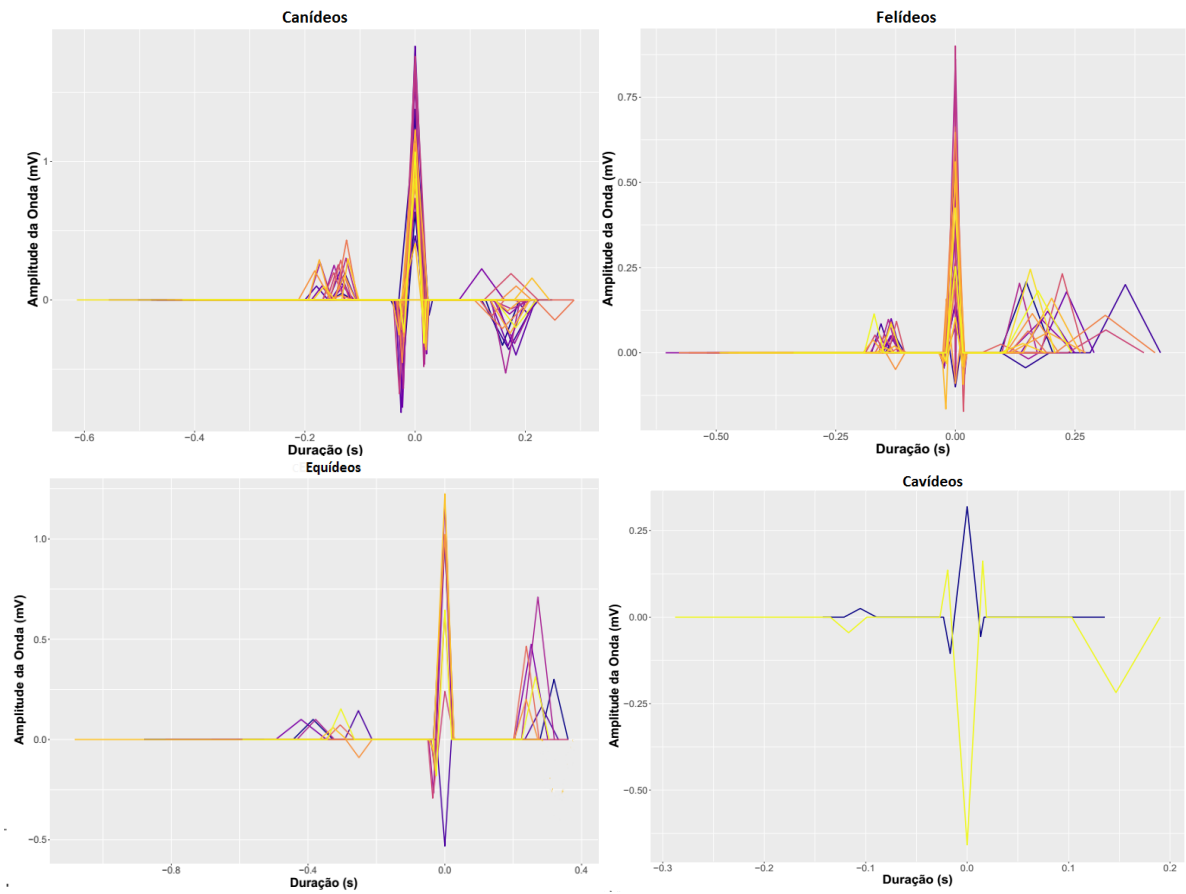 Canídeos
Amplitude da Onda (mV)
1-
0-
−0.6
−0.4
−0.2
0.0
0.2
Duração (s)
Felídeos
Amplitude da Onda (mV)
0.75-
0.50-
0.25-
0.00-
−0.50
−0.25
0.00
0.25
Duração (s)
Equídeos
Amplitude da Onda (mV)
1.0-
0.5-
0.0-
−0.5-
−0.8
−0.4
0.0
0.4
Duração (s)
Cavídeos
Amplitude da Onda (mV)
0.25-
0.00-
−0.25-
−0.50-
−0.3
−0.2
−0.1
0.0
0.1
0.2
Duração (s)